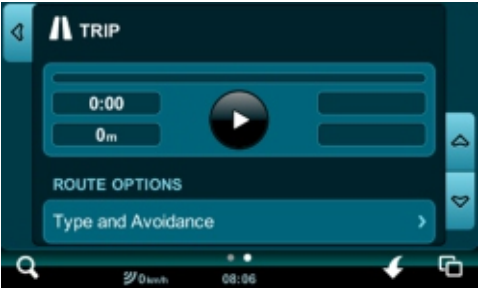 TRIP
0:00
0m
ROUTE OPTIONS
Type and Avoidance
0km/h
08:06